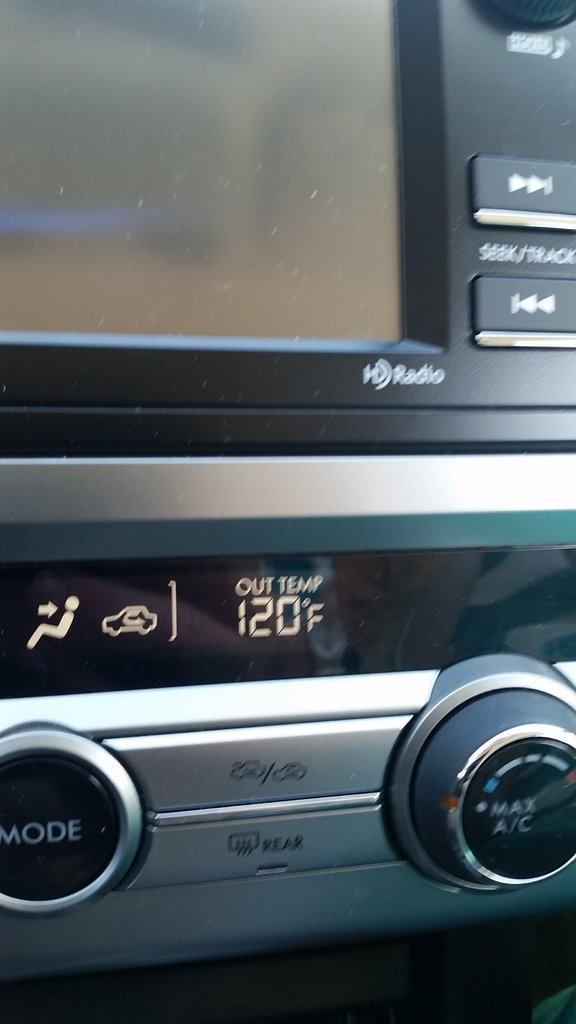 SEEK/TRACK
HD Radio
OUT TEMP
120°F
MODE
REAR
MAX
A/C